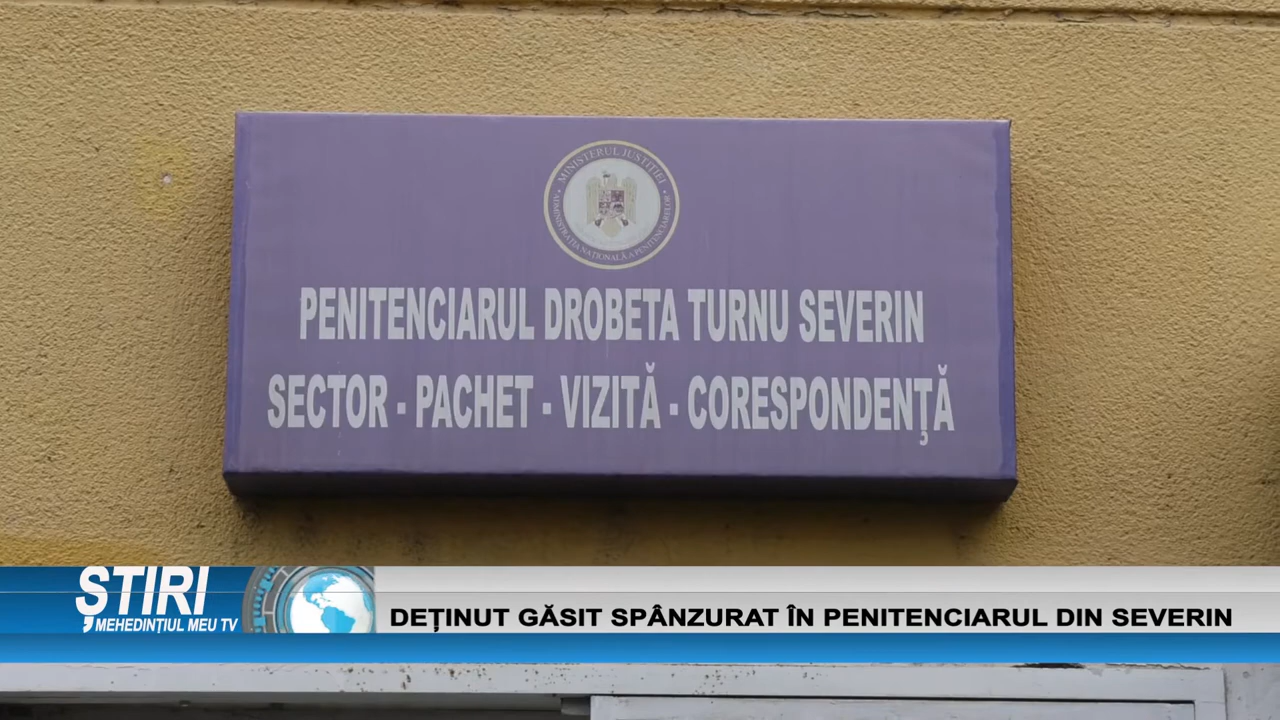 MINISTERUL JUSTIȚIEI
ADMINISTRAȚIA NAȚIONALĂ A PENITENCIARELOR
PENITENCIARUL DROBETA TURNU SEVERIN
SECTOR - PACHET - VIZITĂ - CORESPONDENŢĂ
ȘTIRI
MEHEDINȚIUL MEU TV
DEȚINUT GĂSIT SPÂNZURAT ÎN PENITENCIARUL DIN SEVERIN